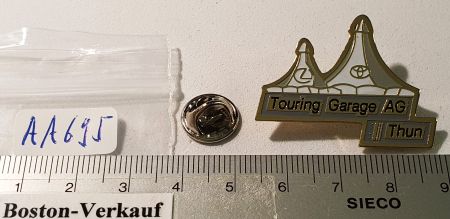 AA695
Touring Garage AG
Thun
1 2 3 4 5 6 7 8 9
Boston-Verkauf
SIECO